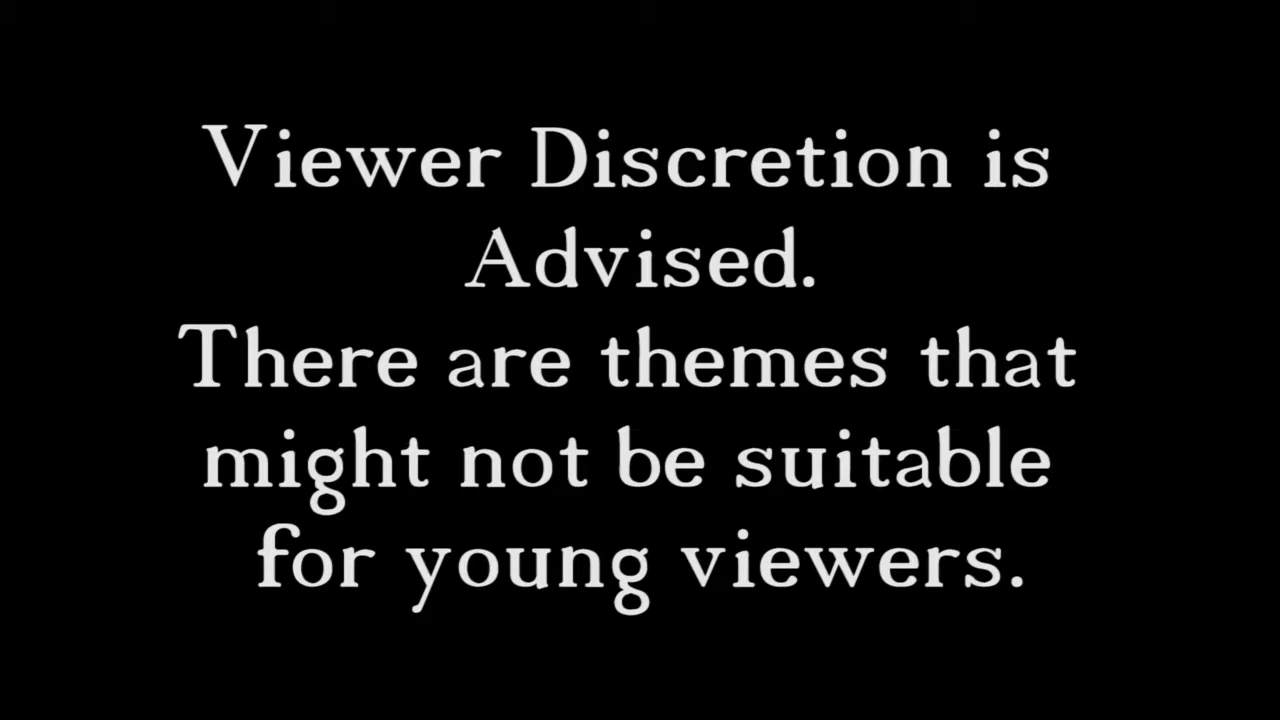 Viewer Discretion is
Advised.
There are themes that
might not be suitable
for young viewers.